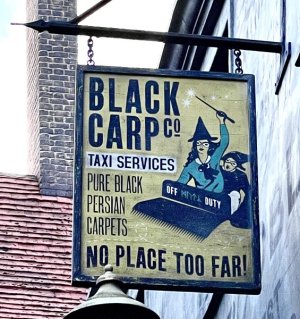 BLACK
CARP CO
TAXI SERVICES
PURE BLACK
PERSIAN
CARPETS
OFF DUTY
NO PLACE TOO FAR!